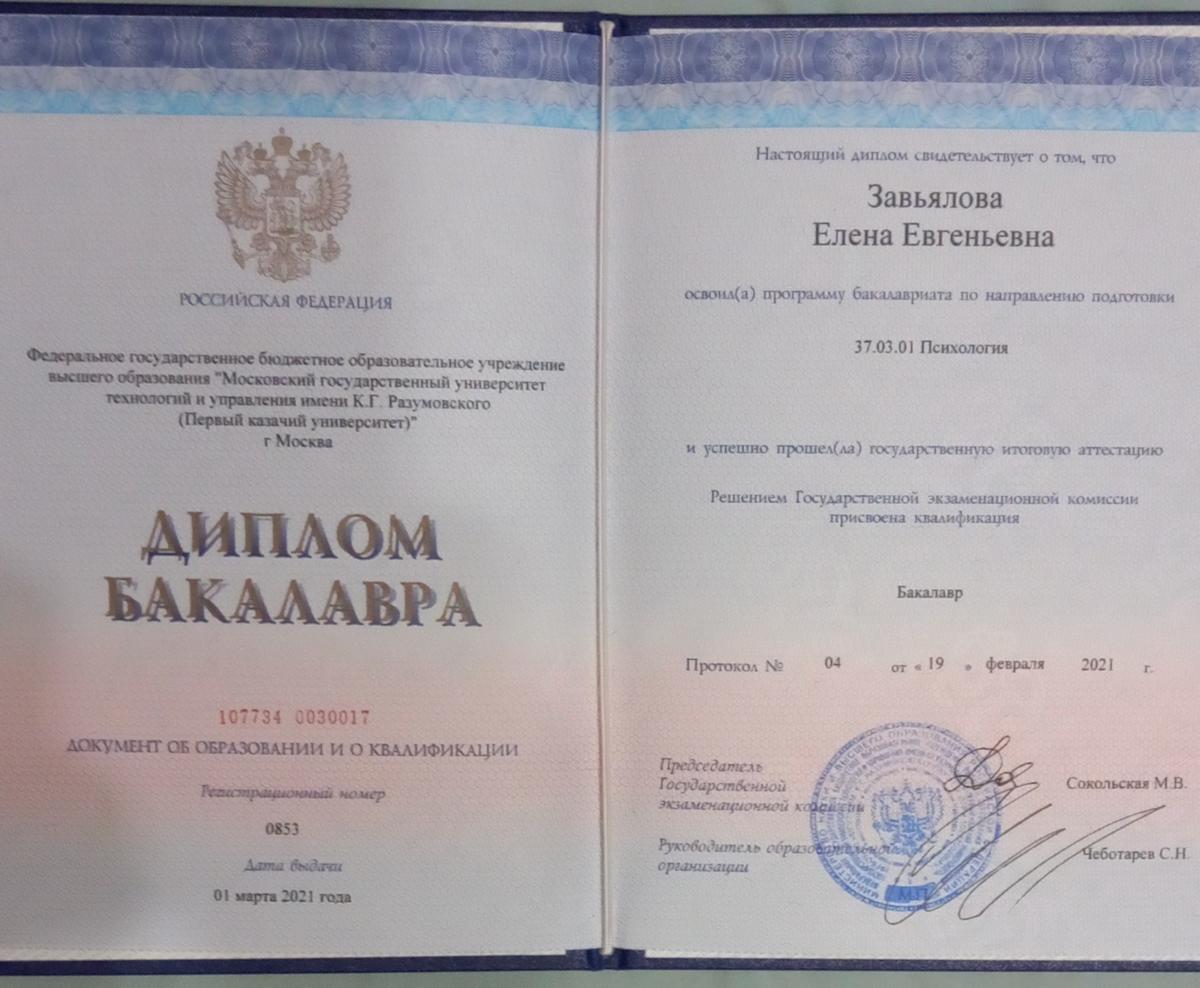 РОССИЙСКАЯ ФЕДЕРАЦИЯ
Федеральное государственное бюджетное образовательное учреждение
высшего образования "Московский государственный университет
технологий и управления имени К.Г. Разумовского
(Первый казачий университет)"
г Москва
ДИПЛОМ
БАКАЛАВРА
107734 0030017
ДОКУМЕНТ ОБ ОБРАЗОВАНИИ И О КВАЛИФИКАЦИИ
Регистрационный номер
0853
Дата выдачи
01 марта 2021 года
Настоящий диплом свидетельствует о том, что
Завьялова
Елена Евгеньевна
освоил(а) программу бакалавриата по направлению подготовки
37.03.01 Психология
и успешно прошел(ла) государственную итоговую аттестацию
Решением Государственной экзаменационной комиссии
присвоена квалификация
Бакалавр
Протокол № 04 от « 19 » февраля 2021 г.
Председатель
Государственной
экзаменационной комиссии
Сокольская М.В.
Руководитель образовательной
организации
Чеботарев С.Н.
М.П.